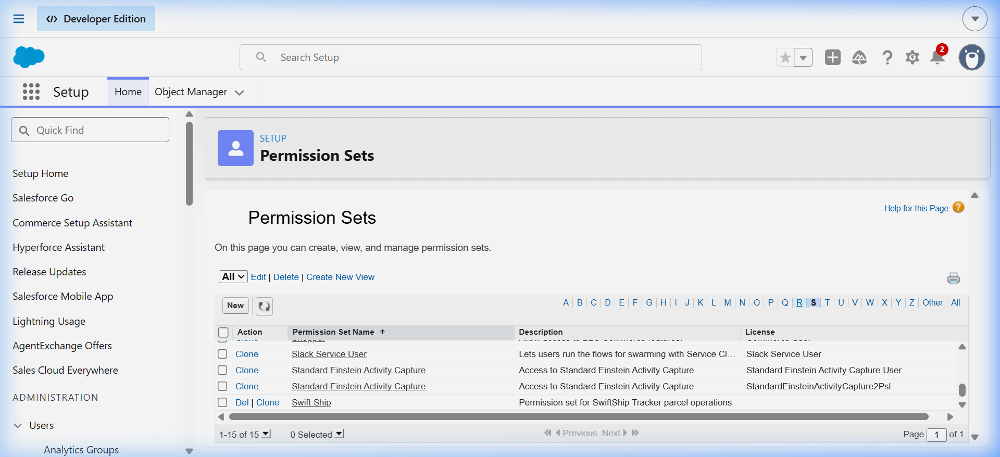 Developer Edition
Search Setup
2
Setup
Home
Object Manager
Quick Find
Setup Home
Salesforce Go
Commerce Setup Assistant
Hyperforce Assistant
Release Updates
Salesforce Mobile App
Lightning Usage
AgentExchange Offers
Sales Cloud Everywhere
ADMINISTRATION
Users
Analytics Groups
SETUP
Permission Sets
Permission Sets
Help for this Page
On this page you can create, view, and manage permission sets.
All Edit | Delete | Create New View
New
A | B | C | D | E | F | G | H | I | J | K | L | M | N | O | P | Q | R | S | T | U | V | W | X | Y | Z | Other | All
Action Permission Set Name Description License
Clone Slack Service User Lets users run the flows for swarming with Service Cl... Slack Service User
Clone Standard Einstein Activity Capture Access to Standard Einstein Activity Capture Standard Einstein Activity Capture User
Clone Standard Einstein Activity Capture Access to Standard Einstein Activity Capture StandardEinsteinActivityCapture2Psl
Del | Clone Swift Ship Permission set for SwiftShip Tracker parcel operations
1-15 of 15 0 Selected Previous Next Page 1 of 1